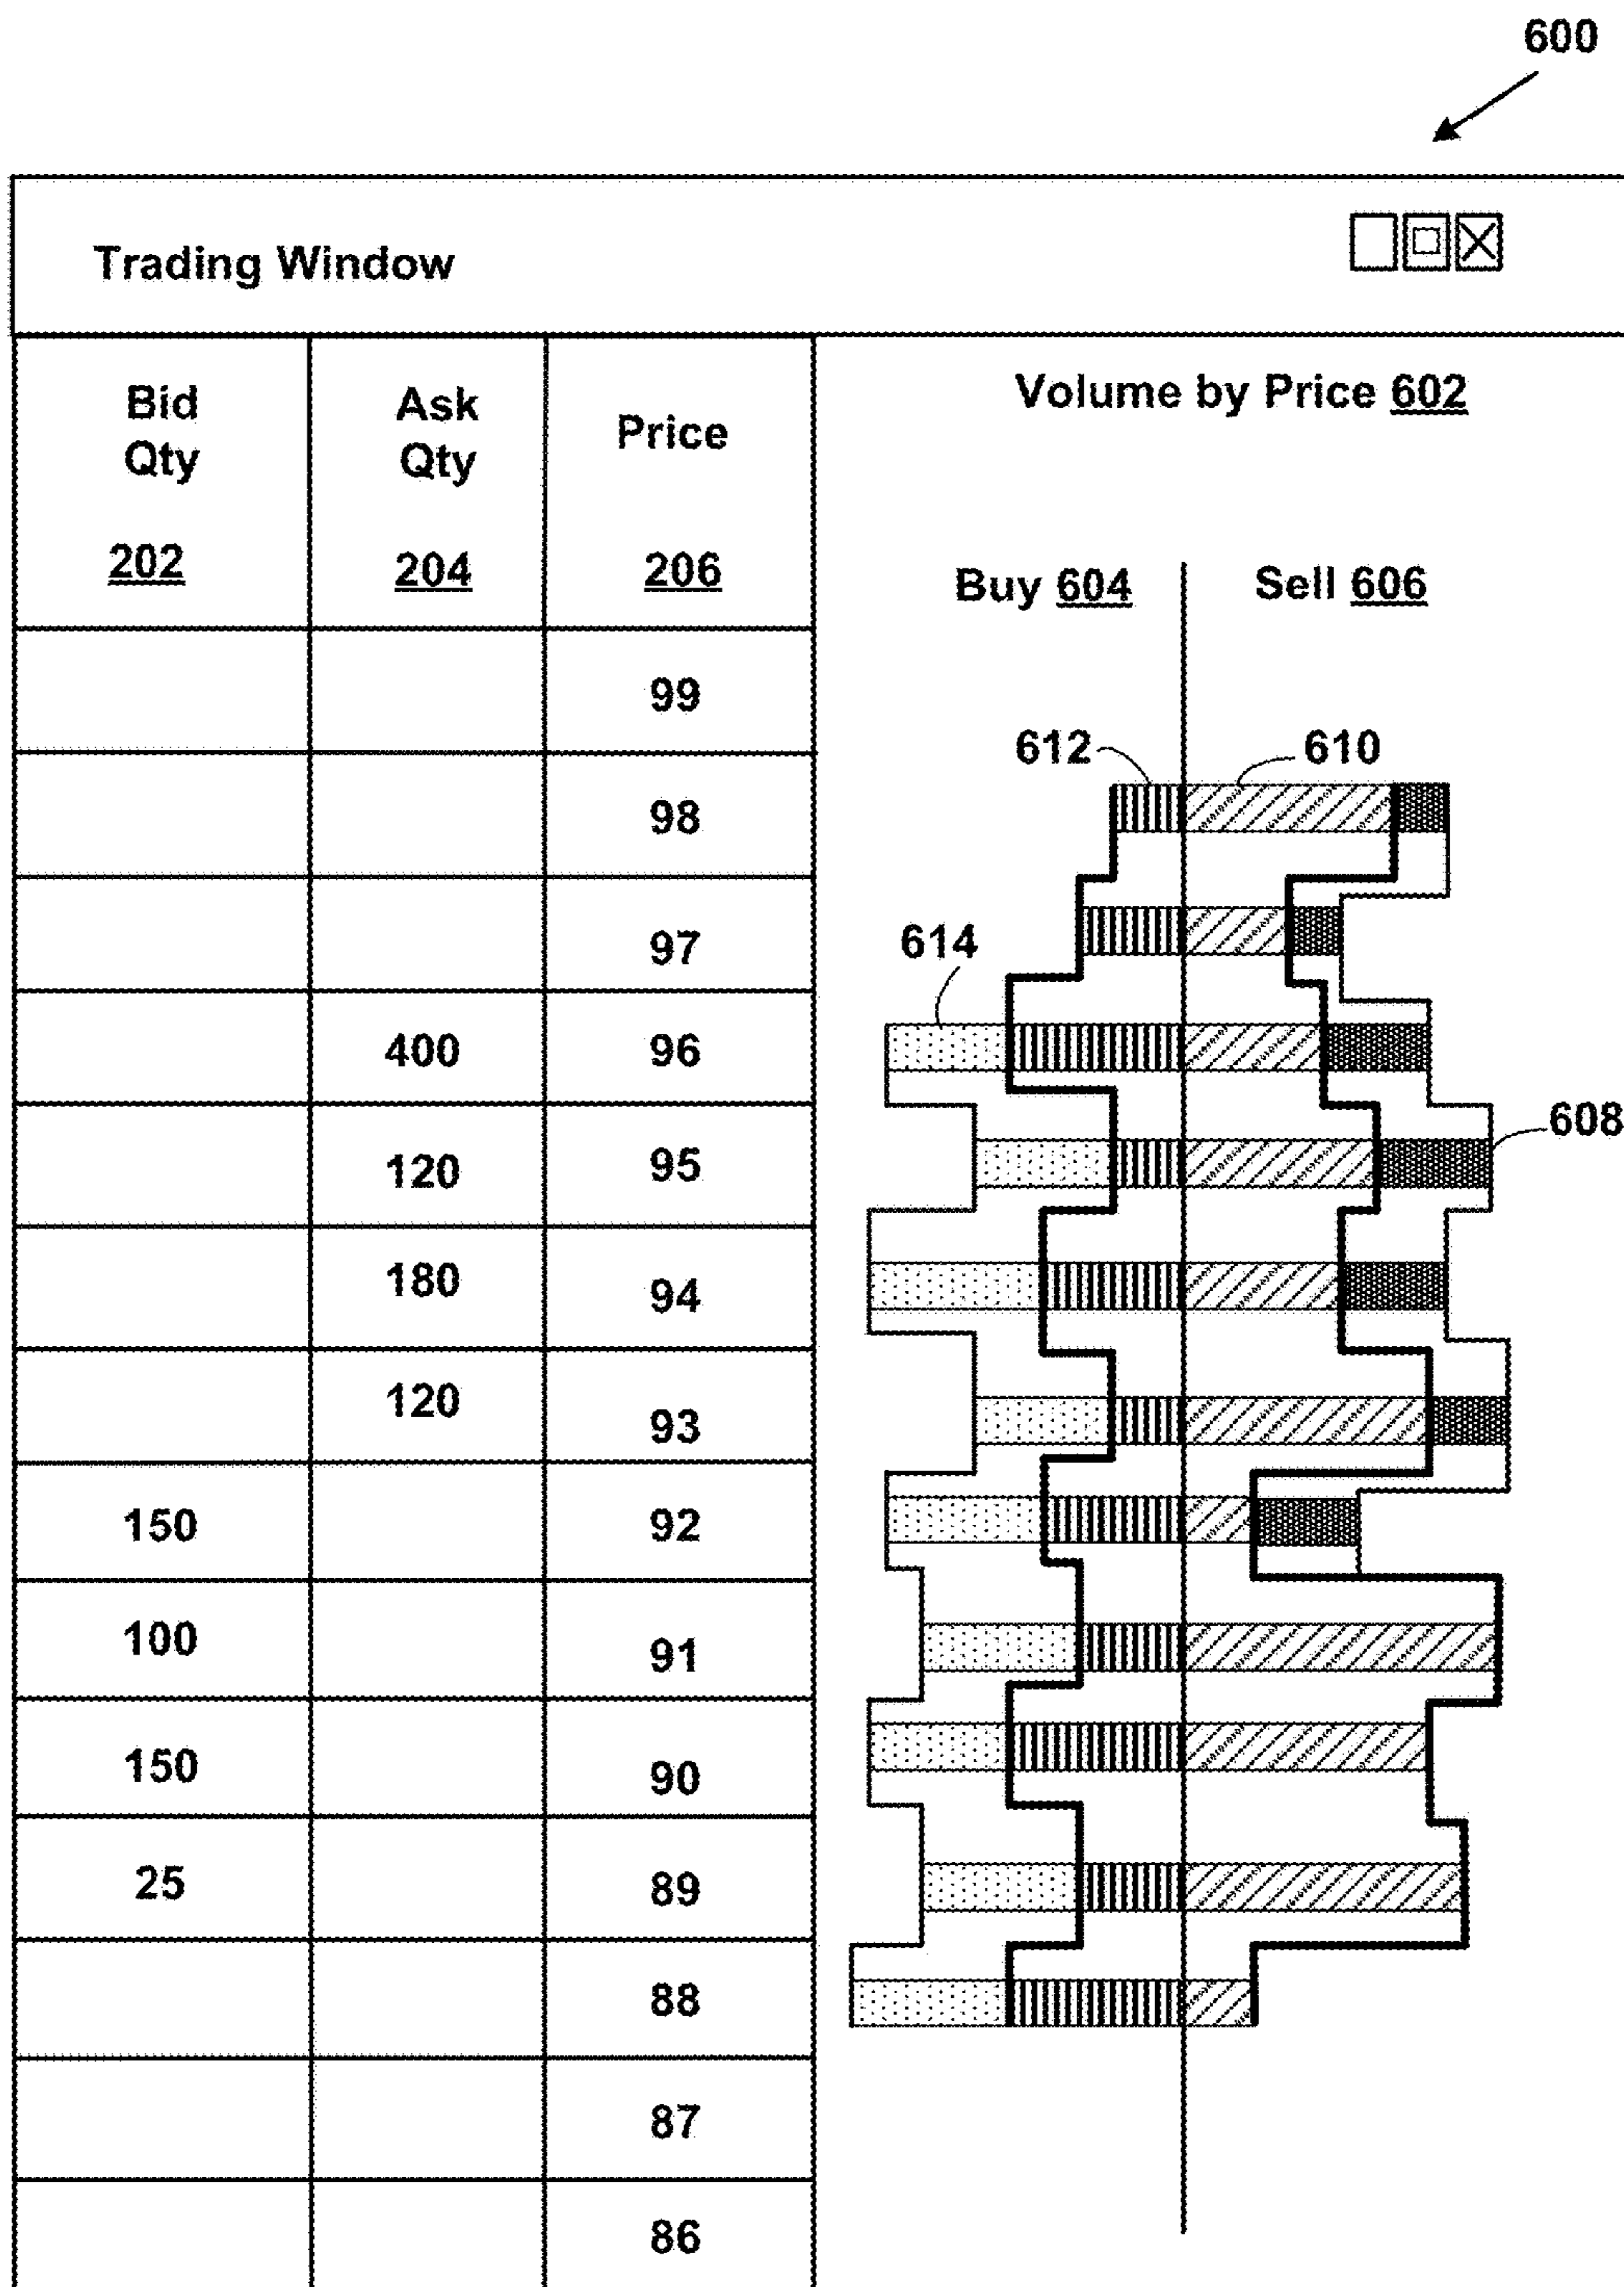 600
Trading Window
Bid
Qty
202
Ask
Qty
204
Price
206
Volume by Price 602
Buy 604
Sell 606
99
98
612
610
97
614
400 96
608
120 95
180 94
120 93
150 92
100 91
150 90
25 89
88
87
86